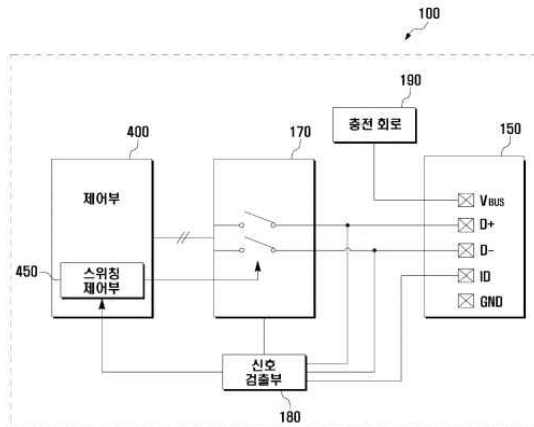 100
190
충전 회로
400
170
150
제어부
VBUS
D+
D-
ID
GND
450
스위칭
제어부
신호
검출부
180